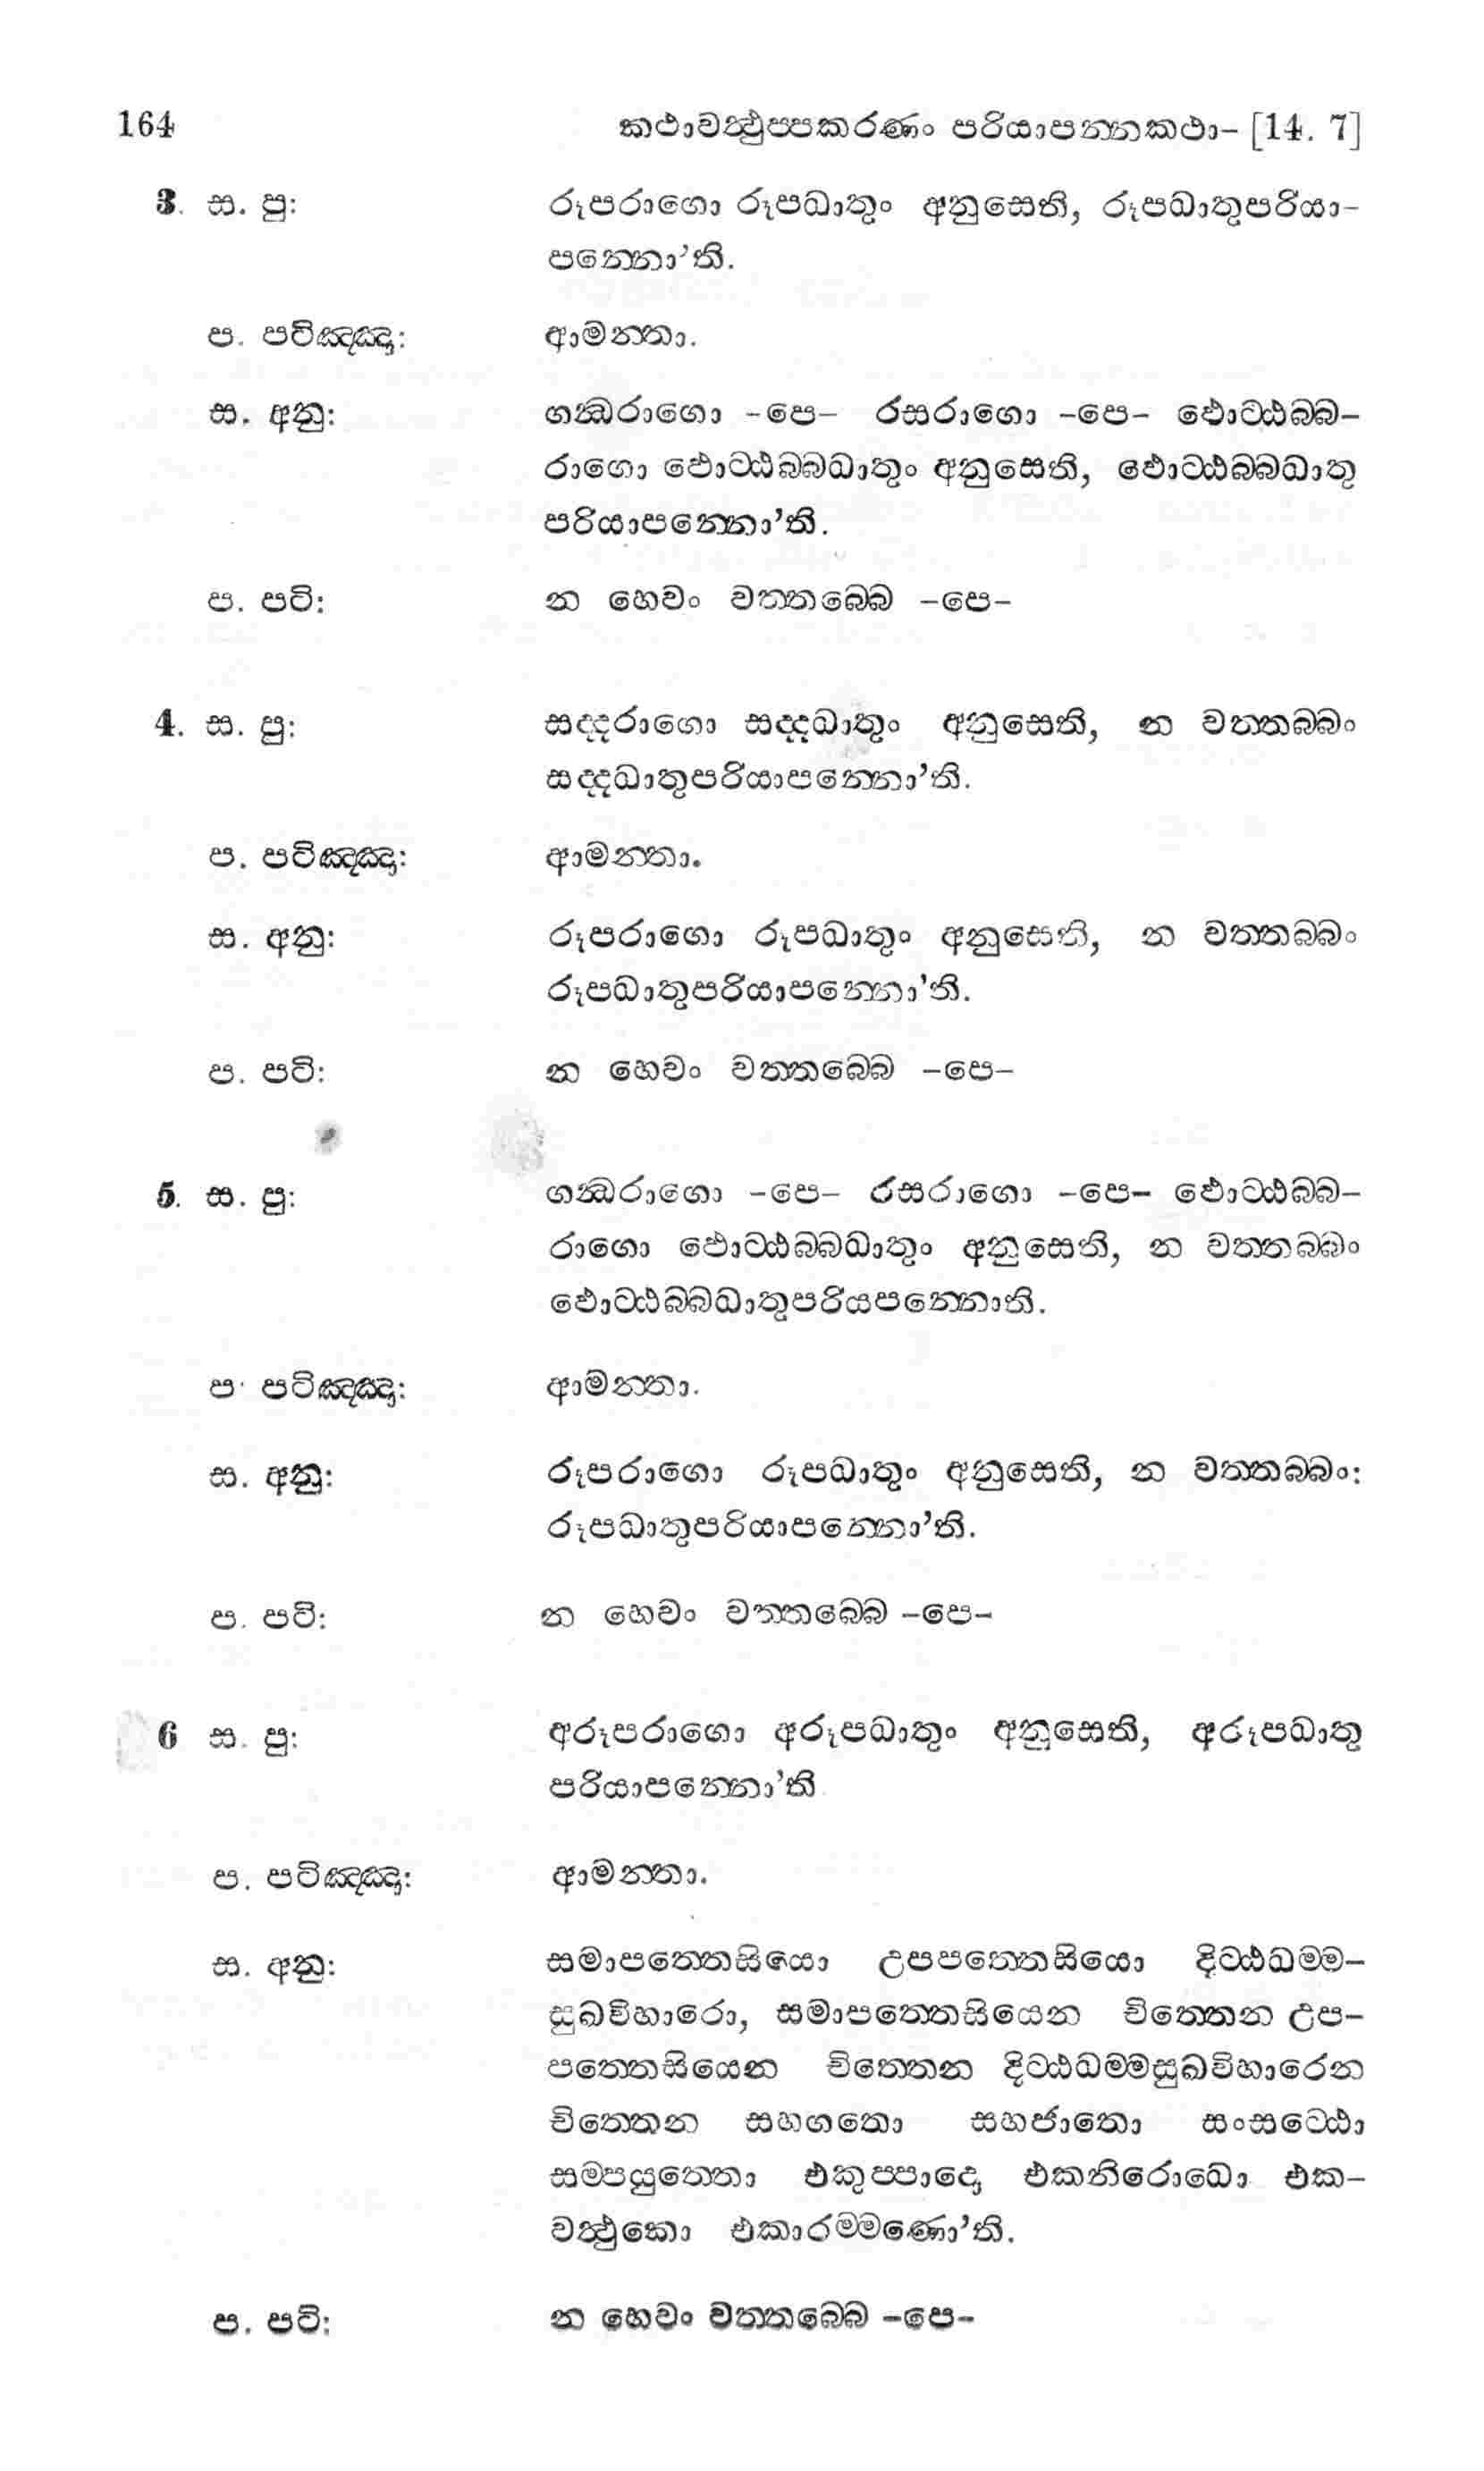 164 කථාවත්‍ථුප්පකරණං පරියාපන්නකථා- [14. 7]
3. ස. පු: රූපරාගො රූපධාතුං අනුසෙති, රූපධාතුපරියා-
පන්නො’ති.
ප. පටිඤ්ඤා: ආමන්තා.
ස. අනු: ගන්‍ධරාගො -පෙ- රසරාගො -පෙ- ඵොට්ඨබ්බ-
රාගො ඵොට්ඨබ්බධාතුං අනුසෙති, ඵොට්ඨබ්බධාතු
පරියාපන්නො’ති.
ප. පටි: න හෙවං වත්තබ්බෙ -පෙ-
4. ස. පු: සද්දරාගො සද්දධාතුං අනුසෙති, න වත්තබ්බං
සද්දධාතුපරියාපන්නො’ති.
ප. පටිඤ්ඤා: ආමන්තා.
ස. අනු: රූපරාගො රූපධාතුං අනුසෙති, න වත්තබ්බං
රූපධාතුපරියාපන්නො’ති.
ප. පටි: න හෙවං වත්තබ්බෙ -පෙ-
5. ස. පු: ගන්‍ධරාගො -පෙ- රසරාගො -පෙ- ඵොට්ඨබ්බ-
රාගො ඵොට්ඨබ්බධාතුං අනුසෙති, න වත්තබ්බං
ඵොට්ඨබ්බධාතුපරියපන්නොති.
ප. පටිඤ්ඤා: ආමන්තා.
ස. අනු: රූපරාගො රූපධාතුං අනුසෙති, න වත්තබ්බං:
රූපධාතුපරියාපන්නො’ති.
ප. පටි: න හෙවං වත්තබ්බෙ -පෙ-
6 ස. පු: අරූපරාගො අරූපධාතුං අනුසෙති, අරූපධාතු
පරියාපන්නො’ති
ප. පටිඤ්ඤා: ආමන්තා.
ස. අනු: සමාපත්තෙසියො උපපත්තෙසියො දිට්ඨධම්ම-
සුඛවිහාරො, සමාපත්තෙසියෙන චිත්තෙන උප-
පත්තෙසියෙන චිත්තෙන දිට්ඨධම්මසුඛවිහාරෙන
චිත්තෙන සහගතො සහජාතො සංසට්ඨො
සම්පයුත්තො එකුප්පාදො එකනිරොධො එක-
වත්‍ථුකො එකාරම්මණො’ති.
ප. පටි: න හෙවං වත්තබ්බෙ -පෙ-